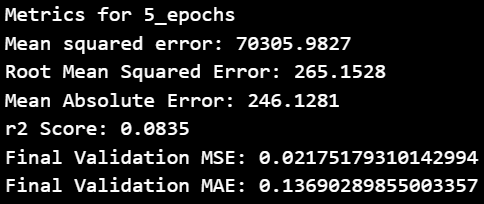 Metrics for 5_epochs
Mean squared error: 70305.9827
Root Mean Squared Error: 265.1528
Mean Absolute Error: 246.1281
r2 Score: 0.0835
Final Validation MSE: 0.02175179310142994
Final Validation MAE: 0.13690289855003357